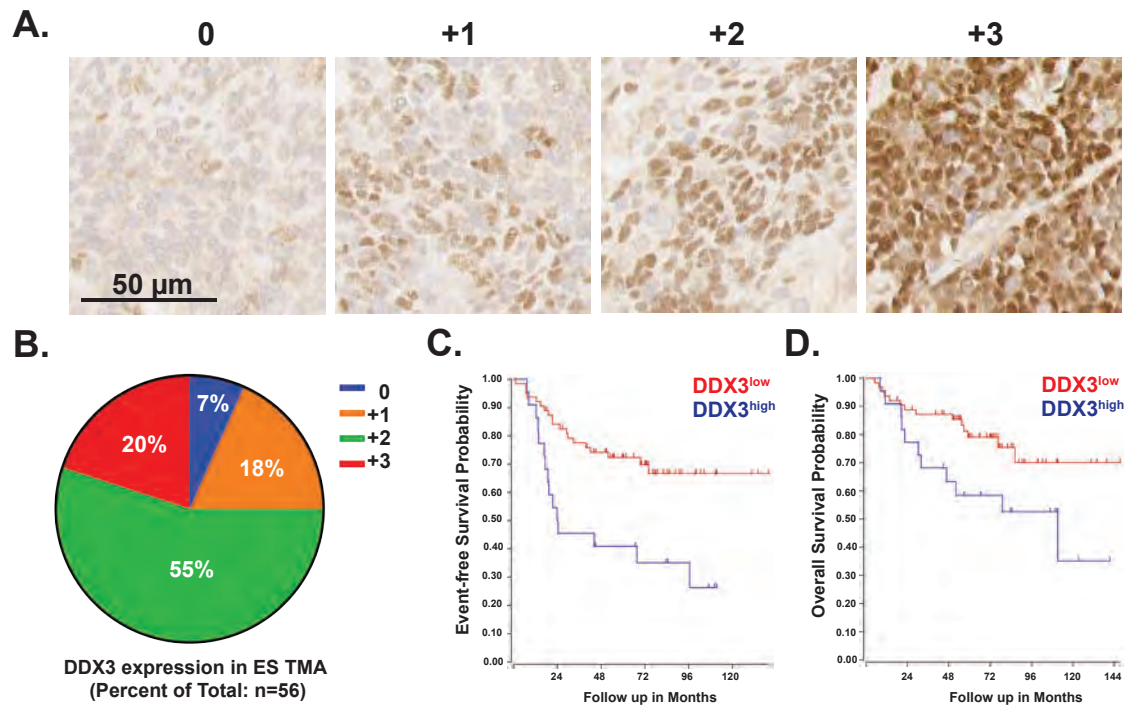 A.
0 +1 +2 +3
50 µm
B.
7%
18%
55%
20%
0
+1
+2
+3
DDX3 expression in ES TMA
(Percent of Total: n=56)
C.
DDX3low
DDX3high
Event-free Survival Probability
1.00
0.90
0.80
0.70
0.60
0.50
0.40
0.30
0.20
0.10
0.00
24 48 72 96 120
Follow up in Months
D.
DDX3low
DDX3high
Overall Survival Probability
1.00
0.90
0.80
0.70
0.60
0.50
0.40
0.30
0.20
0.10
0.00
24 48 72 96 120 144
Follow up in Months